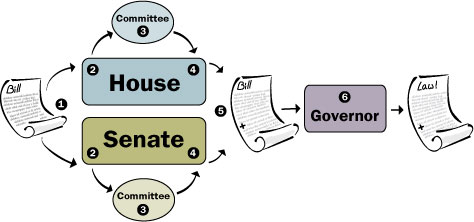 Committee
3
2
4
House
Bill
1
Senate
2
4
Committee
3
5
Bill
+
6
Governor
Law!
+